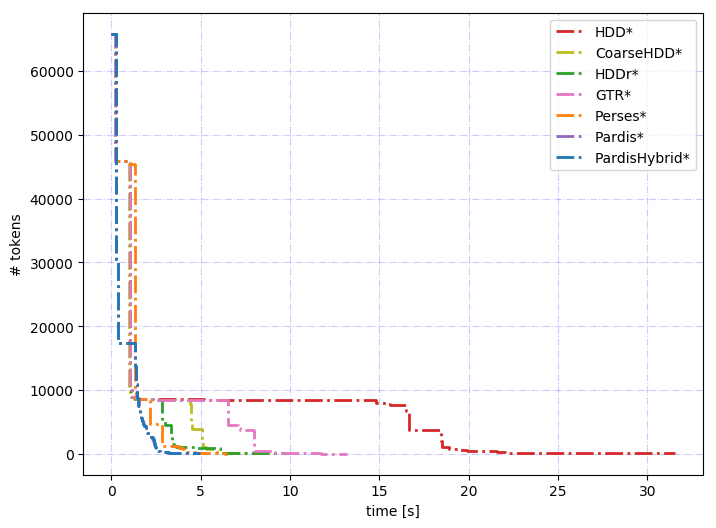 HDD*
CoarseHDD*
HDDr*
GTR*
Perses*
Pardis*
PardisHybrid*
60000
50000
40000
30000
20000
10000
0
# tokens
0 5 10 15 20 25 30
time [s]